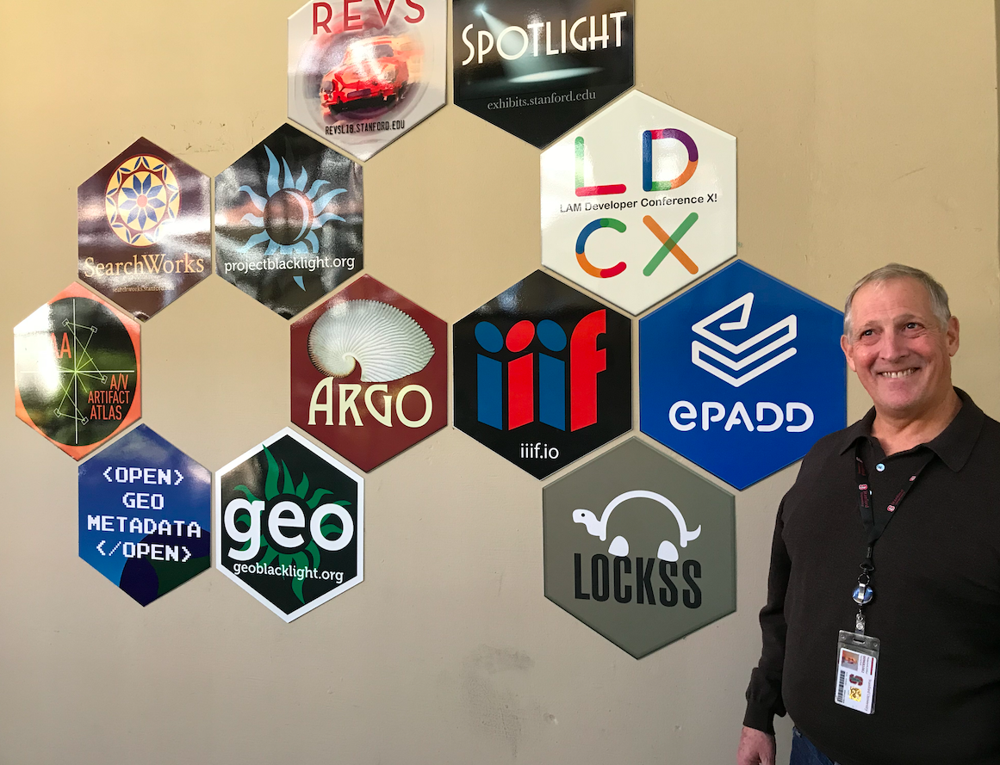 REVS
REVSLIB.STANFORD.EDU
SPOTLIGHT
exhibits.stanford.edu
LD
LAM Developer Conference X!
CX
SearchWorks
searchworks.stanford.edu
projectblacklight.org
A/V
ARTIFACT
ATLAS
ARGO
iiif
iiif.io
ePADD
<OPEN>
GEO
METADATA
</OPEN>
geo
geoblacklight.org
LOCKSS